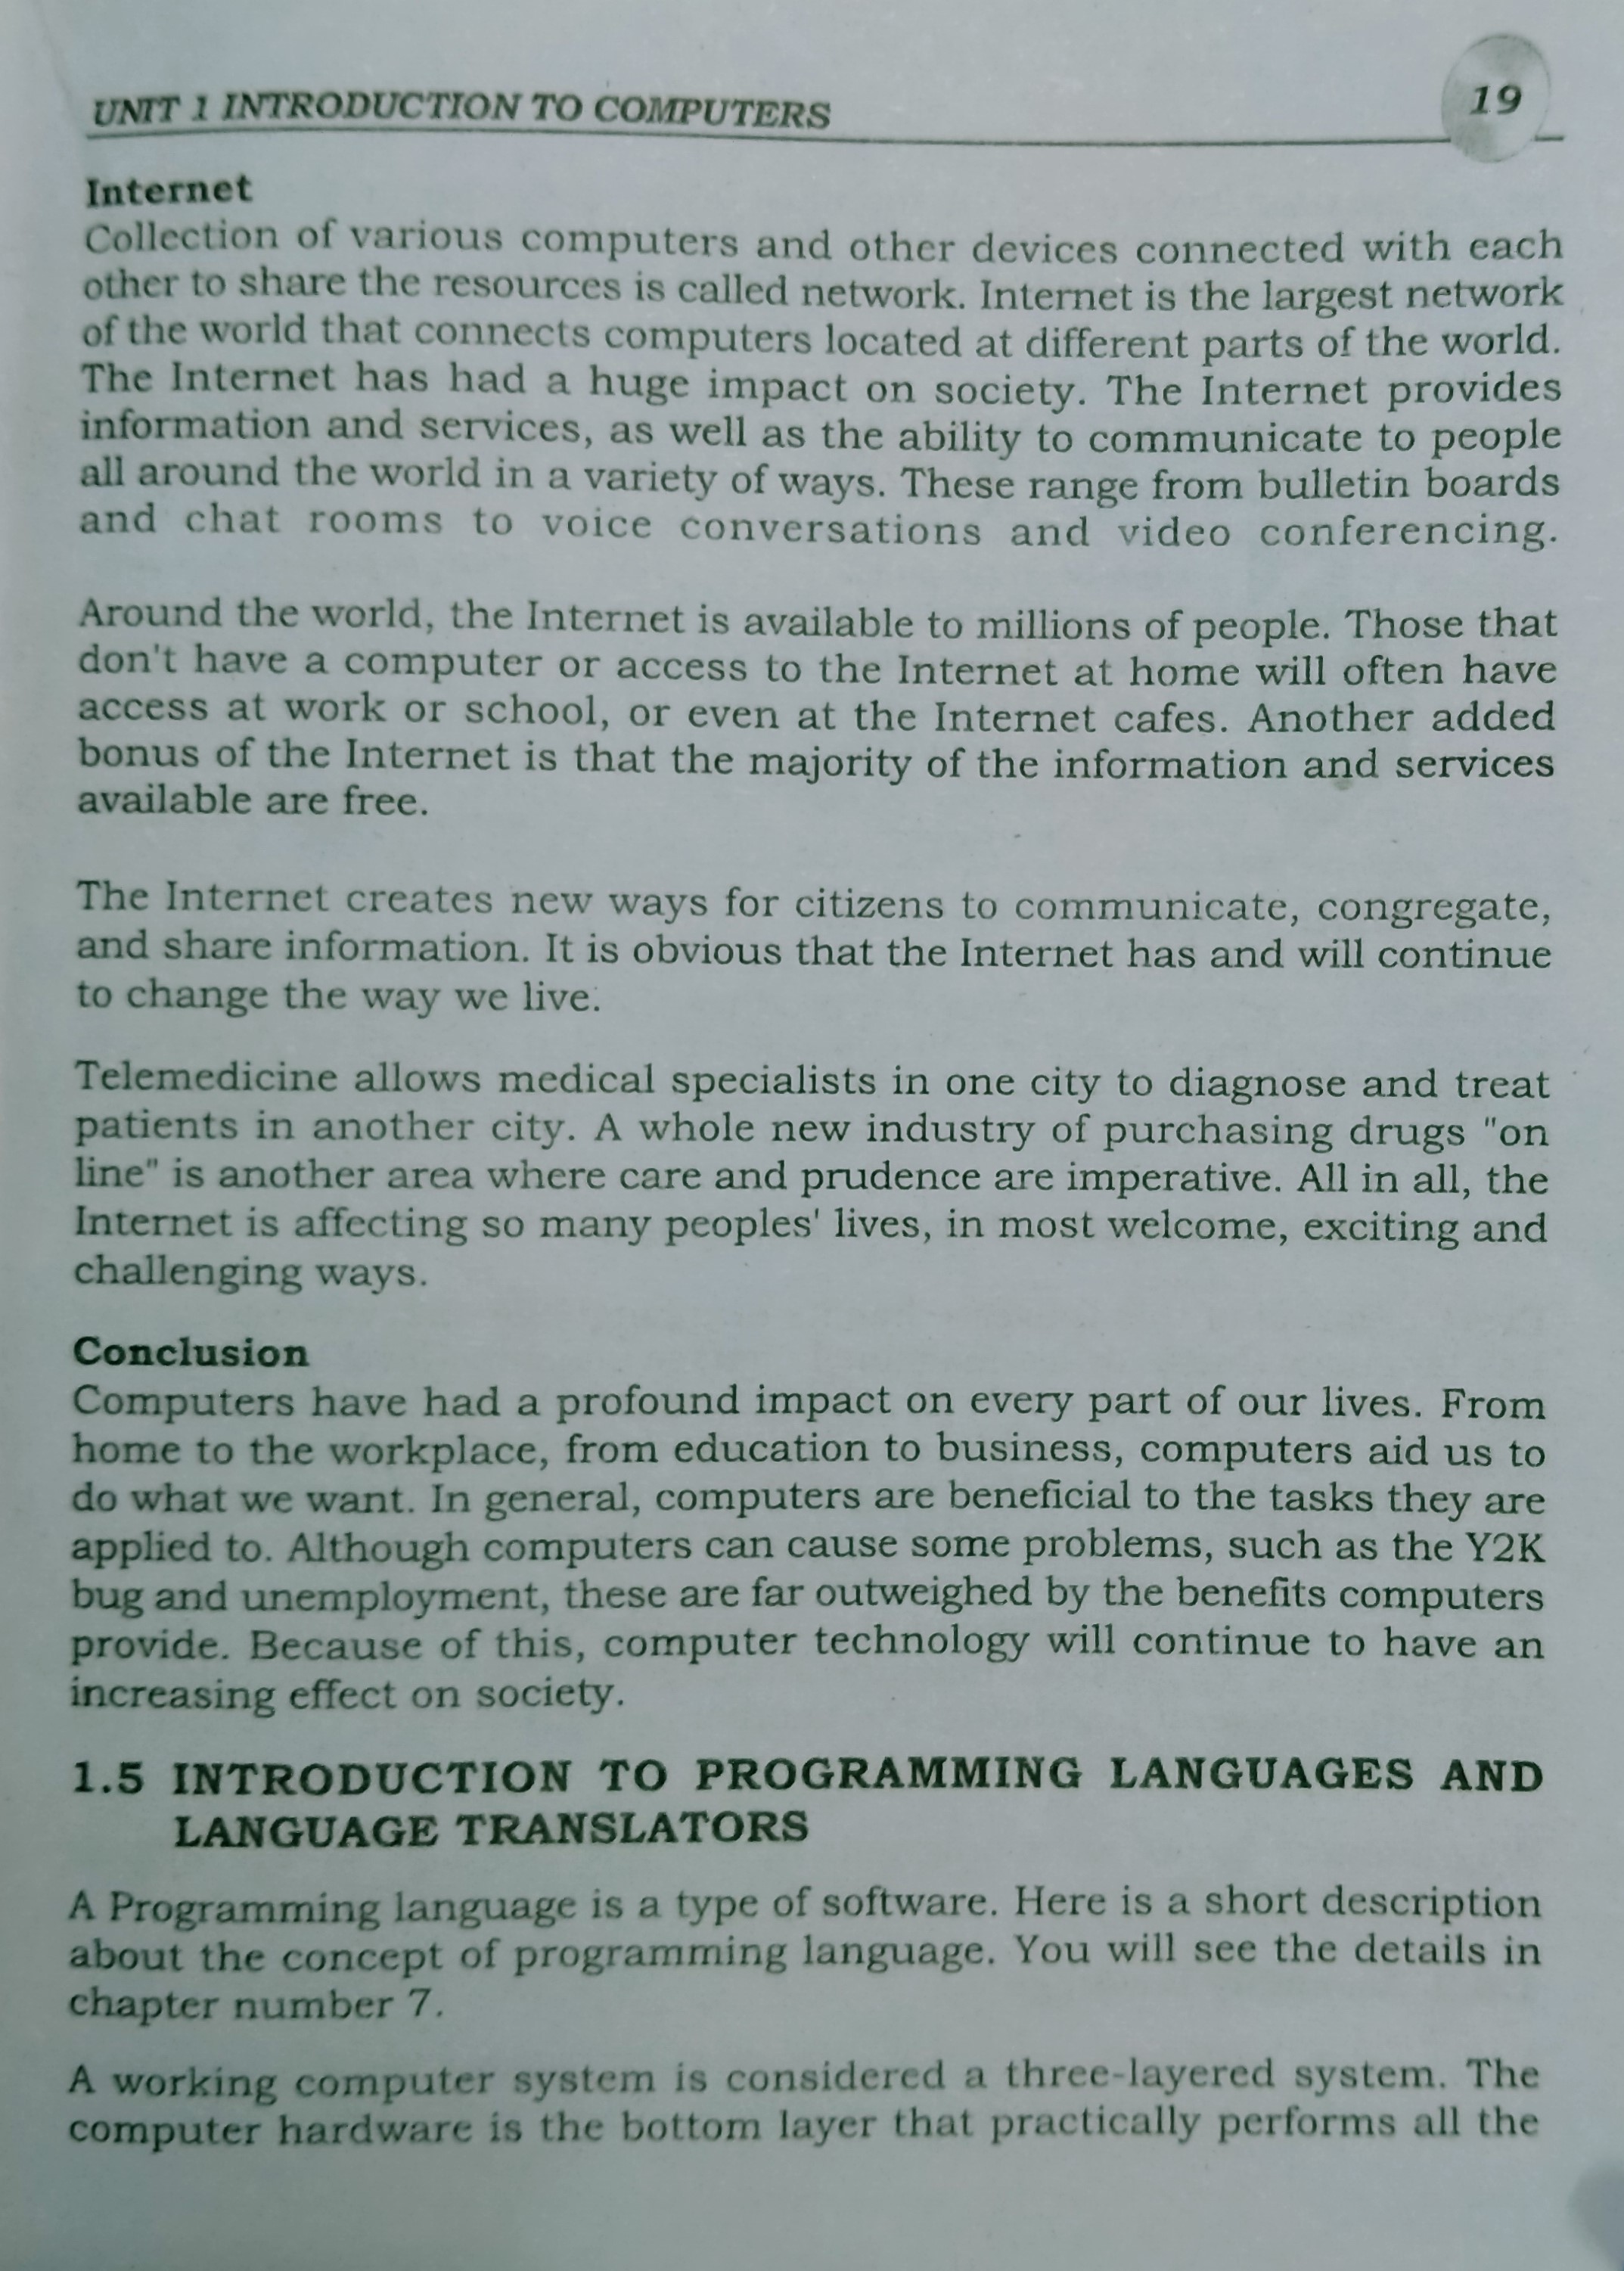 UNIT 1 INTRODUCTION TO COMPUTERS
19
Internet
Collection of various computers and other devices connected with each
other to share the resources is called network. Internet is the largest network
of the world that connects computers located at different parts of the world.
The Internet has had a huge impact on society. The Internet provides
information and services, as well as the ability to communicate to people
all around the world in a variety of ways. These range from bulletin boards
and chat rooms to voice conversations and video conferencing.
Around the world, the Internet is available to millions of people. Those that
don't have a computer or access to the Internet at home will often have
access at work or school, or even at the Internet cafes. Another added
bonus of the Internet is that the majority of the information and services
available are free.
The Internet creates new ways for citizens to communicate, congregate,
and share information. It is obvious that the Internet has and will continue
to change the way we live.
Telemedicine allows medical specialists in one city to diagnose and treat
patients in another city. A whole new industry of purchasing drugs "on
line" is another area where care and prudence are imperative. All in all, the
Internet is affecting so many peoples' lives, in most welcome, exciting and
challenging ways.
Conclusion
Computers have had a profound impact on every part of our lives. From
home to the workplace, from education to business, computers aid us to
do what we want. In general, computers are beneficial to the tasks they are
applied to. Although computers can cause some problems, such as the Y2K
bug and unemployment, these are far outweighed by the benefits computers
provide. Because of this, computer technology will continue to have an
increasing effect on society.
1.5 INTRODUCTION TO PROGRAMMING LANGUAGES AND
LANGUAGE TRANSLATORS
A Programming language is a type of software. Here is a short description
about the concept of programming language. You will see the details in
chapter number 7.
A working computer system is considered a three-layered system. The
computer hardware is the bottom layer that practically performs all the